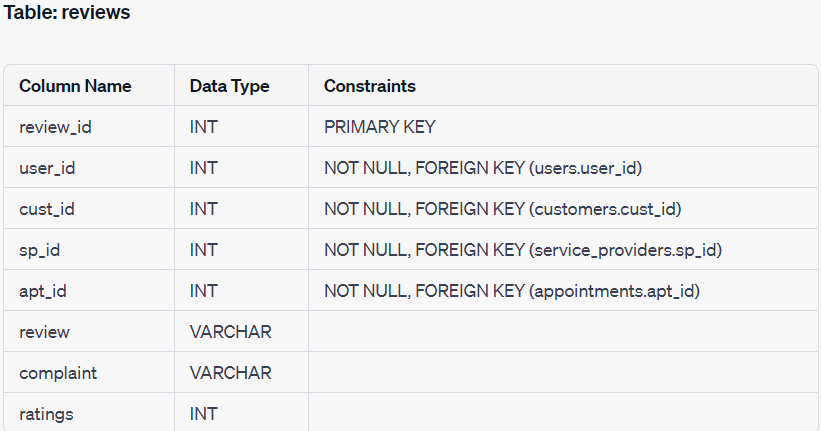 Table: reviews
Column Name Data Type Constraints
review_id INT PRIMARY KEY
user_id INT NOT NULL, FOREIGN KEY (users.user_id)
cust_id INT NOT NULL, FOREIGN KEY (customers.cust_id)
sp_id INT NOT NULL, FOREIGN KEY (service_providers.sp_id)
apt_id INT NOT NULL, FOREIGN KEY (appointments.apt_id)
review VARCHAR
complaint VARCHAR
ratings INT